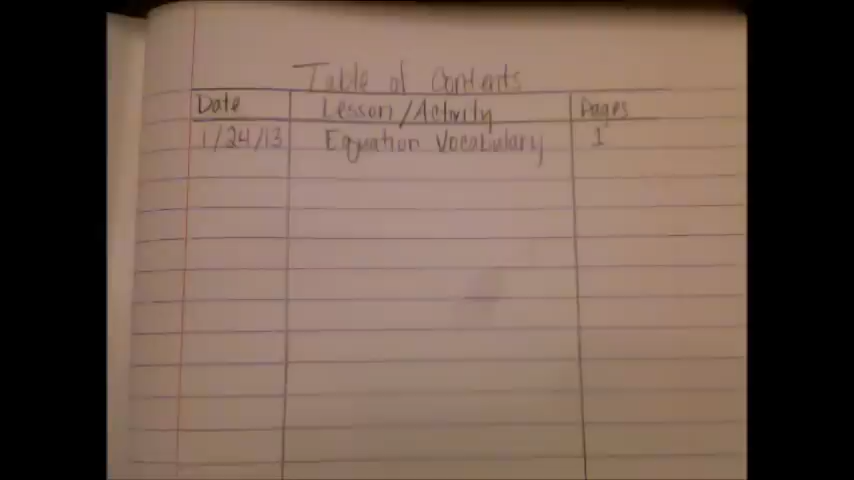 Table of Contents
Date Lesson/Activity Pages
1/24/13 Equation Vocabulary 1